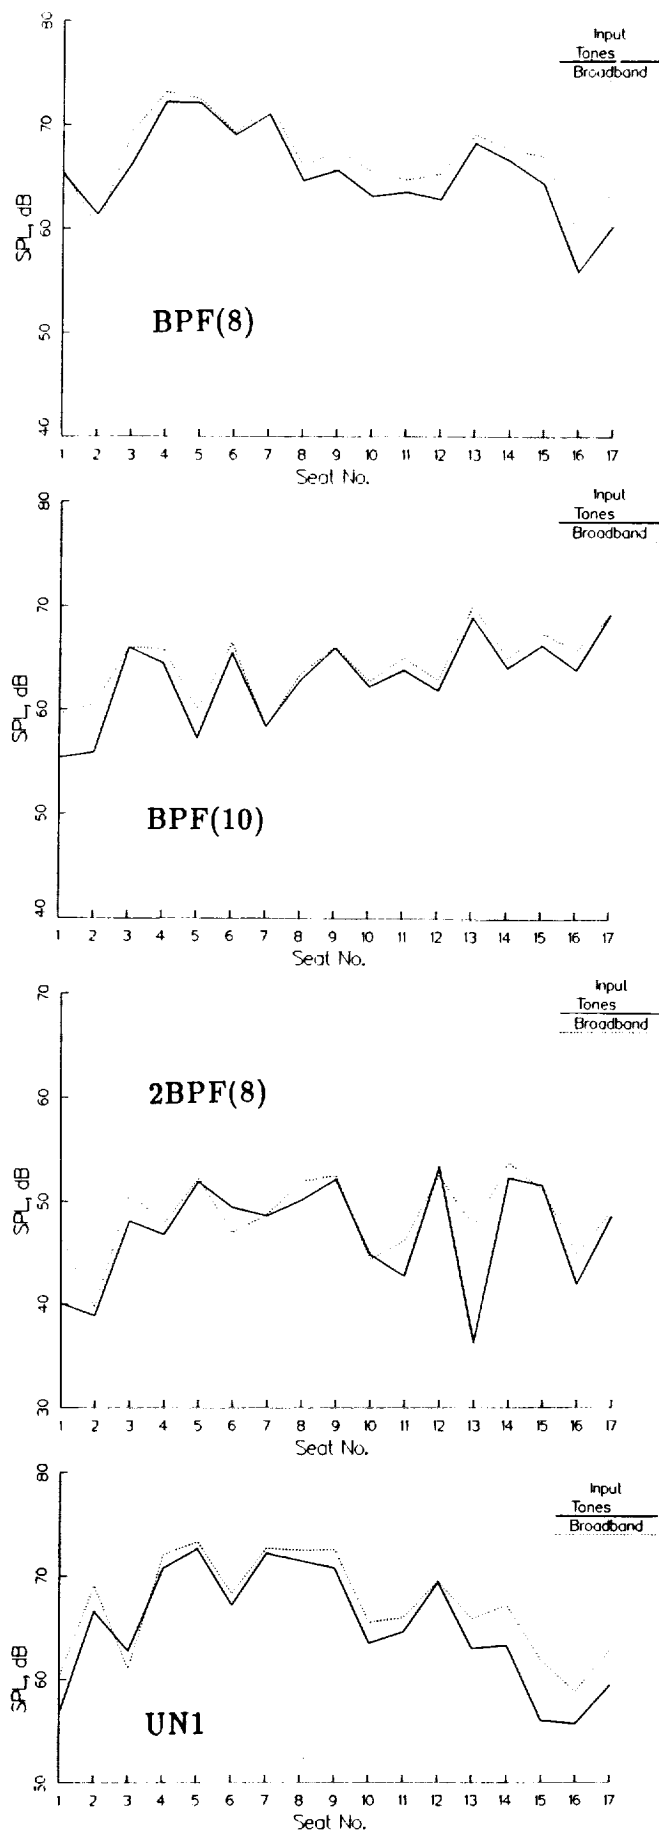 80
70
60
50
40
SPL, dB
Input
Tones
Broadband
BPF(8)
1 2 3 4 5 6 7 8 9 10 11 12 13 14 15 16 17
Seat No.
80
70
60
50
40
SPL, dB
Input
Tones
Broadband
BPF(10)
1 2 3 4 5 6 7 8 9 10 11 12 13 14 15 16 17
Seat No.
70
60
50
40
30
SPL, dB
Input
Tones
Broadband
2BPF(8)
1 2 3 4 5 6 7 8 9 10 11 12 13 14 15 16 17
Seat No.
80
70
60
SPL, dB
Input
Tones
Broadband
UN1
1 2 3 4 5 6 7 8 9 10 11 12 13 14 15 16 17
Seat No.